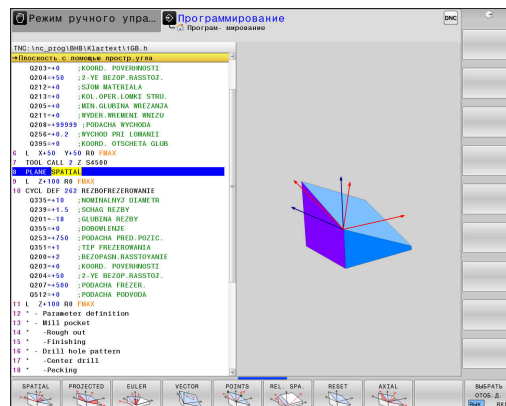 Режим ручного упра…
Программирование
Програм- мирование
DNC
TNC:\nc_prog\BHB\Klartext\1GB.h
→Плоскость с помощью простр.угла
Q203=+0 ;KOORD. POVERHNOSTI
Q204=+50 ;2-YE BEZOP.RASSTOJ.
Q212=+0 ;SJOM MATERIALA
Q213=+0 ;KOL.OPER.LOMKI STRU.
Q205=+0 ;MIN.GLUBINA WREZANJA
Q211=+0 ;WYDER.WREMENI WNIZU
Q208=+99999 ;PODACHA WYCHODA
Q256=+0.2 ;WYCHOD PRI LOMANII
Q395=+0 ;KOORD. OTSCHETA GLUB
6 L X+50 Y+50 R0 FMAX
7 TOOL CALL 2 Z S4500
8 PLANE SPATIAL
9 L Z+100 R0 FMAX
10 CYCL DEF 262 REZBOFREZEROWANIE
Q335=+10 ;NOMINALNYJ DIAMETR
Q239=+1.5 ;SCHAG REZBY
Q201=-18 ;GLUBINA REZBY
Q355=+0 ;DOBOWLENJE
Q253=+750 ;PODACHA PRED.POZIC.
Q351=+1 ;TIP FREZEROWANIA
Q200=+2 ;BEZOPASN.RASSTOYANIE
Q203=+0 ;KOORD. POVERHNOSTI
Q204=+50 ;2-YE BEZOP.RASSTOJ.
Q207=+500 ;PODACHA FREZER.
Q512=+0 ;PODACHA PODVODA
11 L Z+100 R0 FMAX
12 * - Parameter definition
13 * - Mill pocket
14 * -Rough out
15 * -Finishing
16 * - Drill hole pattern
17 * -Center drill
18 * -Pecking
SPATIAL PROJECTED EULER VECTOR POINTS REL. SPA. RESET AXIAL ВЫБРАТЬ
ОТОБ.Д.
ВЫК ВКЛ